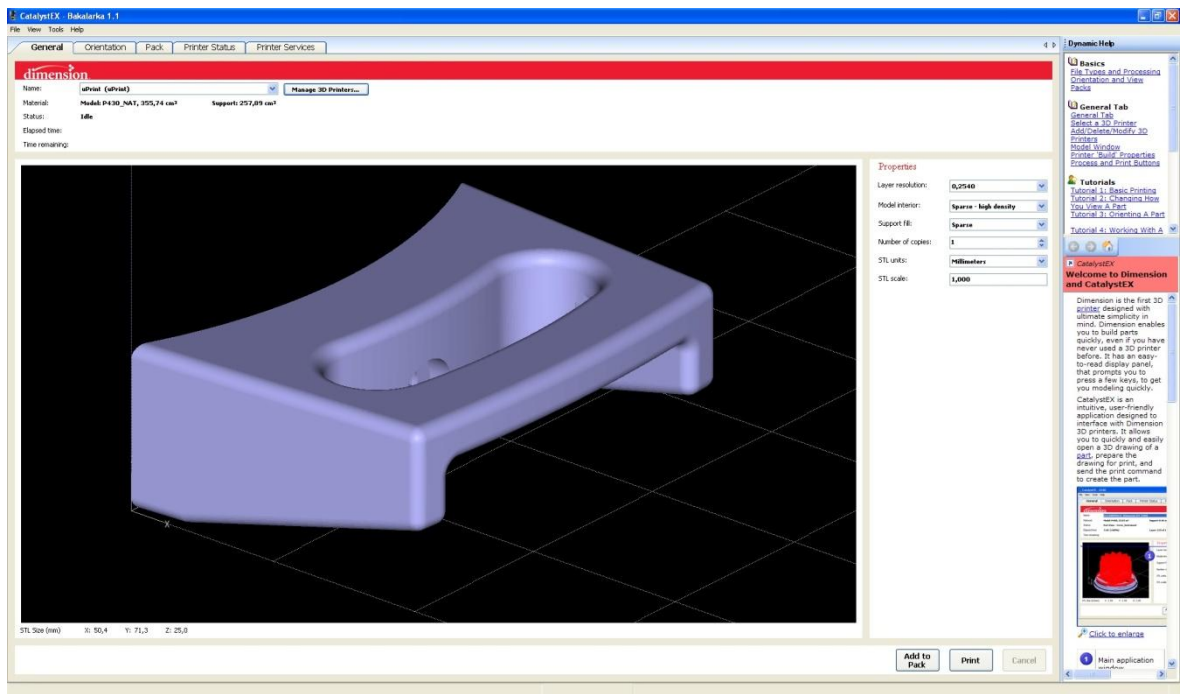 CatalystEX - Bakalarka 1.1
File View Tools Help
General Orientation Pack Printer Status Printer Services
Dynamic Help
dimension
Name: uPrint (uPrint) Manage 3D Printers...
Material: Model: P430_NAT, 355,74 cm³ Support: 257,89 cm³
Status: Idle
Elapsed time:
Time remaining:
Properties
Layer resolution: 0,2540
Model interior: Sparse - high density
Support fill: Sparse
Number of copies: 1
STL units: Millimeters
STL scale: 1,000
X
STL Size (mm) X: 50,4 Y: 71,3 Z: 25,0
Add to
Pack
Print
Cancel
Basics
File Types and Processing
Orientation and View
Packs
General Tab
General Tab
Select a 3D Printer
Add/Delete/Modify 3D
Printers
Model Window
Printer 'Build' Properties
Process and Print Buttons
Tutorials
Tutorial 1: Basic Printing
Tutorial 2: Changing How
You View A Part
Tutorial 3: Orienting A Part
Tutorial 4: Working With A
CatalystEX
Welcome to Dimension
and CatalystEX
Dimension is the first 3D
printer designed with
ultimate simplicity in
mind. Dimension enables
you to build parts
quickly, even if you have
never used a 3D printer
before. It has an easy-
to-read display panel,
that prompts you to
press a few keys, to get
you modeling quickly.
CatalystEX is an
intuitive, user-friendly
application designed to
interface with Dimension
3D printers. It allows
you to quickly and easily
open a 3D drawing of a
part, prepare the
drawing for print, and
send the print command
to create the part.
Click to enlarge
1 Main application
window